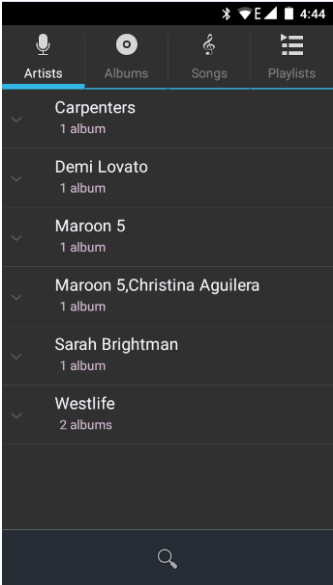 E 4:44
Artists Albums Songs Playlists
Carpenters
1 album
Demi Lovato
1 album
Maroon 5
1 album
Maroon 5,Christina Aguilera
1 album
Sarah Brightman
1 album
Westlife
2 albums